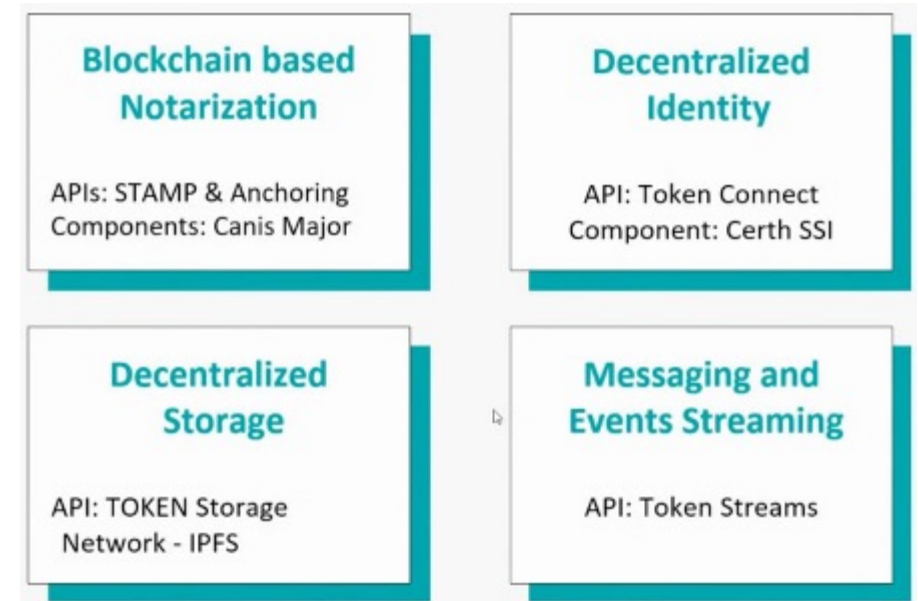 Blockchain based
Notarization
APIs: STAMP & Anchoring
Components: Canis Major
Decentralized
Identity
API: Token Connect
Component: Certh SSI
Decentralized
Storage
API: TOKEN Storage
Network - IPFS
Messaging and
Events Streaming
API: Token Streams